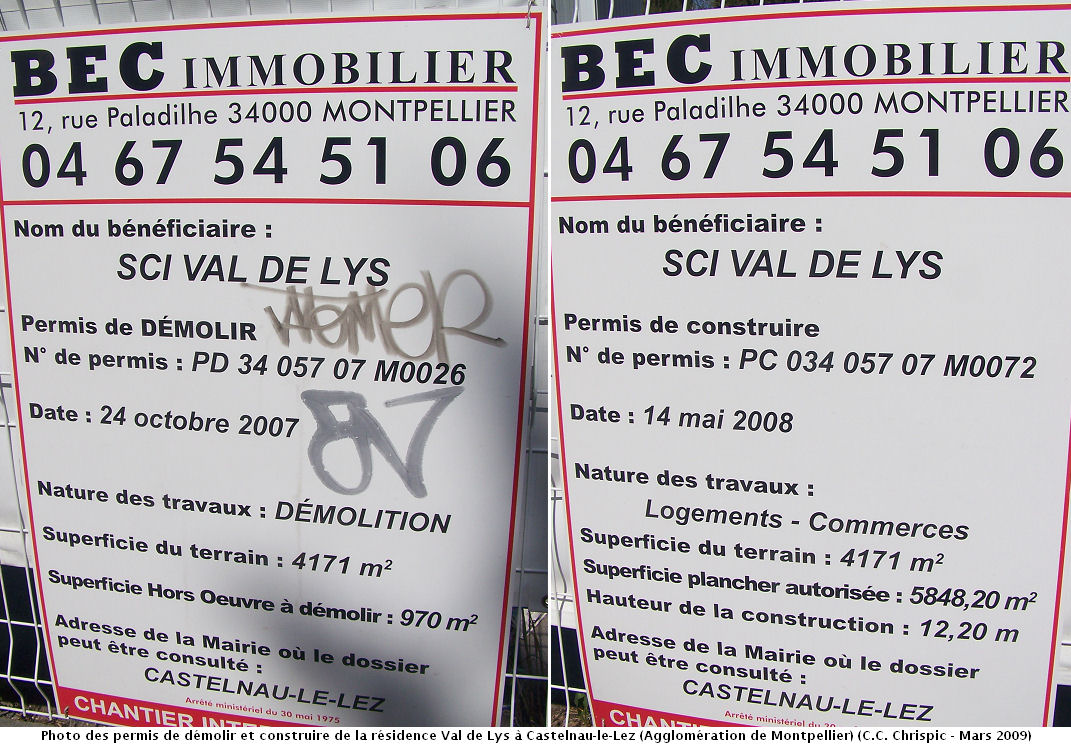 BEC IMMOBILIER
12, rue Paladilhe 34000 MONTPELLIER
04 67 54 51 06
Nom du bénéficiaire :
SCI VAL DE LYS
Permis de DÉMOLIR
N° de permis : PD 34 057 07 M0026
Date : 24 octobre 2007
Nature des travaux : DÉMOLITION
Superficie du terrain : 4171 m²
Superficie Hors Oeuvre à démolir : 970 m²
Adresse de la Mairie où le dossier
peut être consulté :
CASTELNAU-LE-LEZ
Arrêté ministériel du 30 mai 1975
CHANTIER
BEC IMMOBILIER
12, rue Paladilhe 34000 MONTPELLIER
04 67 54 51 06
Nom du bénéficiaire :
SCI VAL DE LYS
Permis de construire
N° de permis : PC 034 057 07 M0072
Date : 14 mai 2008
Nature des travaux :
Logements - Commerces
Superficie du terrain : 4171 m²
Superficie plancher autorisée : 5848,20 m²
Hauteur de la construction : 12,20 m
Adresse de la Mairie où le dossier
peut être consulté :
CASTELNAU-LE-LEZ
Arrêté ministériel du
CHANTIER
Photo des permis de démolir et construire de la résidence Val de Lys à Castelnau-le-Lez (Agglomération de Montpellier) (C.C. Chrispic - Mars 2009)